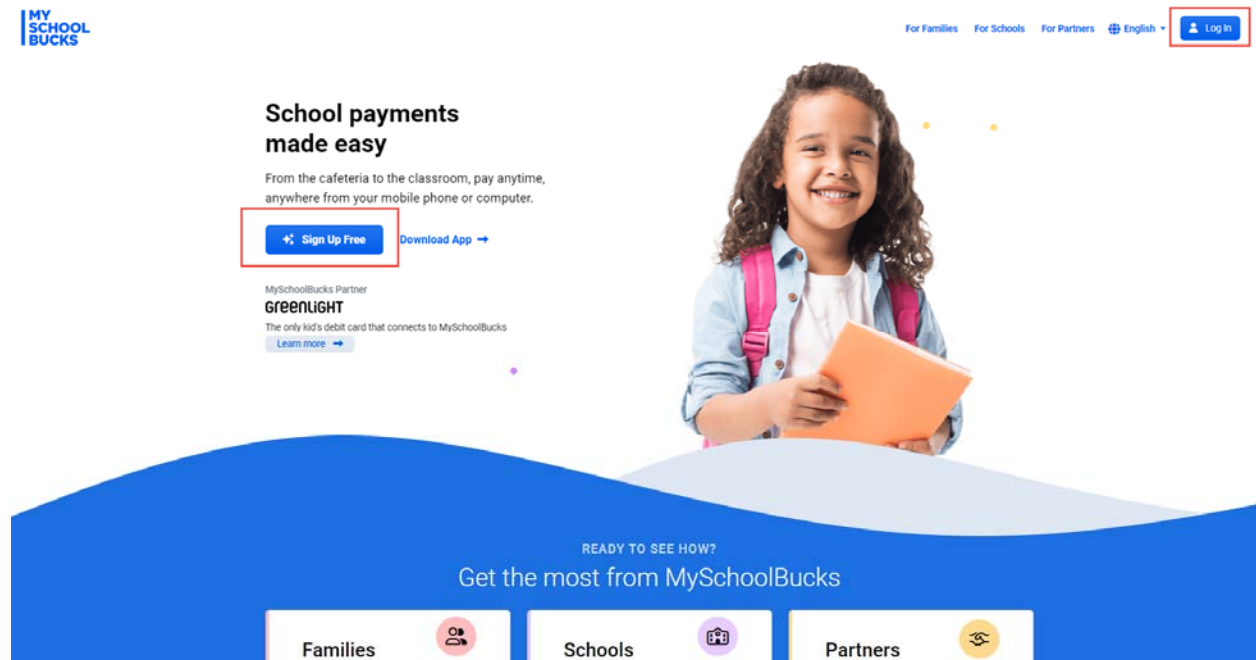 MY
SCHOOL
BUCKS
For Families For Schools For Partners English Log In
School payments
made easy
From the cafeteria to the classroom, pay anytime,
anywhere from your mobile phone or computer.
Sign Up Free Download App →
MySchoolBucks Partner
GreenLiGHT
The only kid's debit card that connects to MySchoolBucks
Learn more →
READY TO SEE HOW?
Get the most from MySchoolBucks
Families Schools Partners